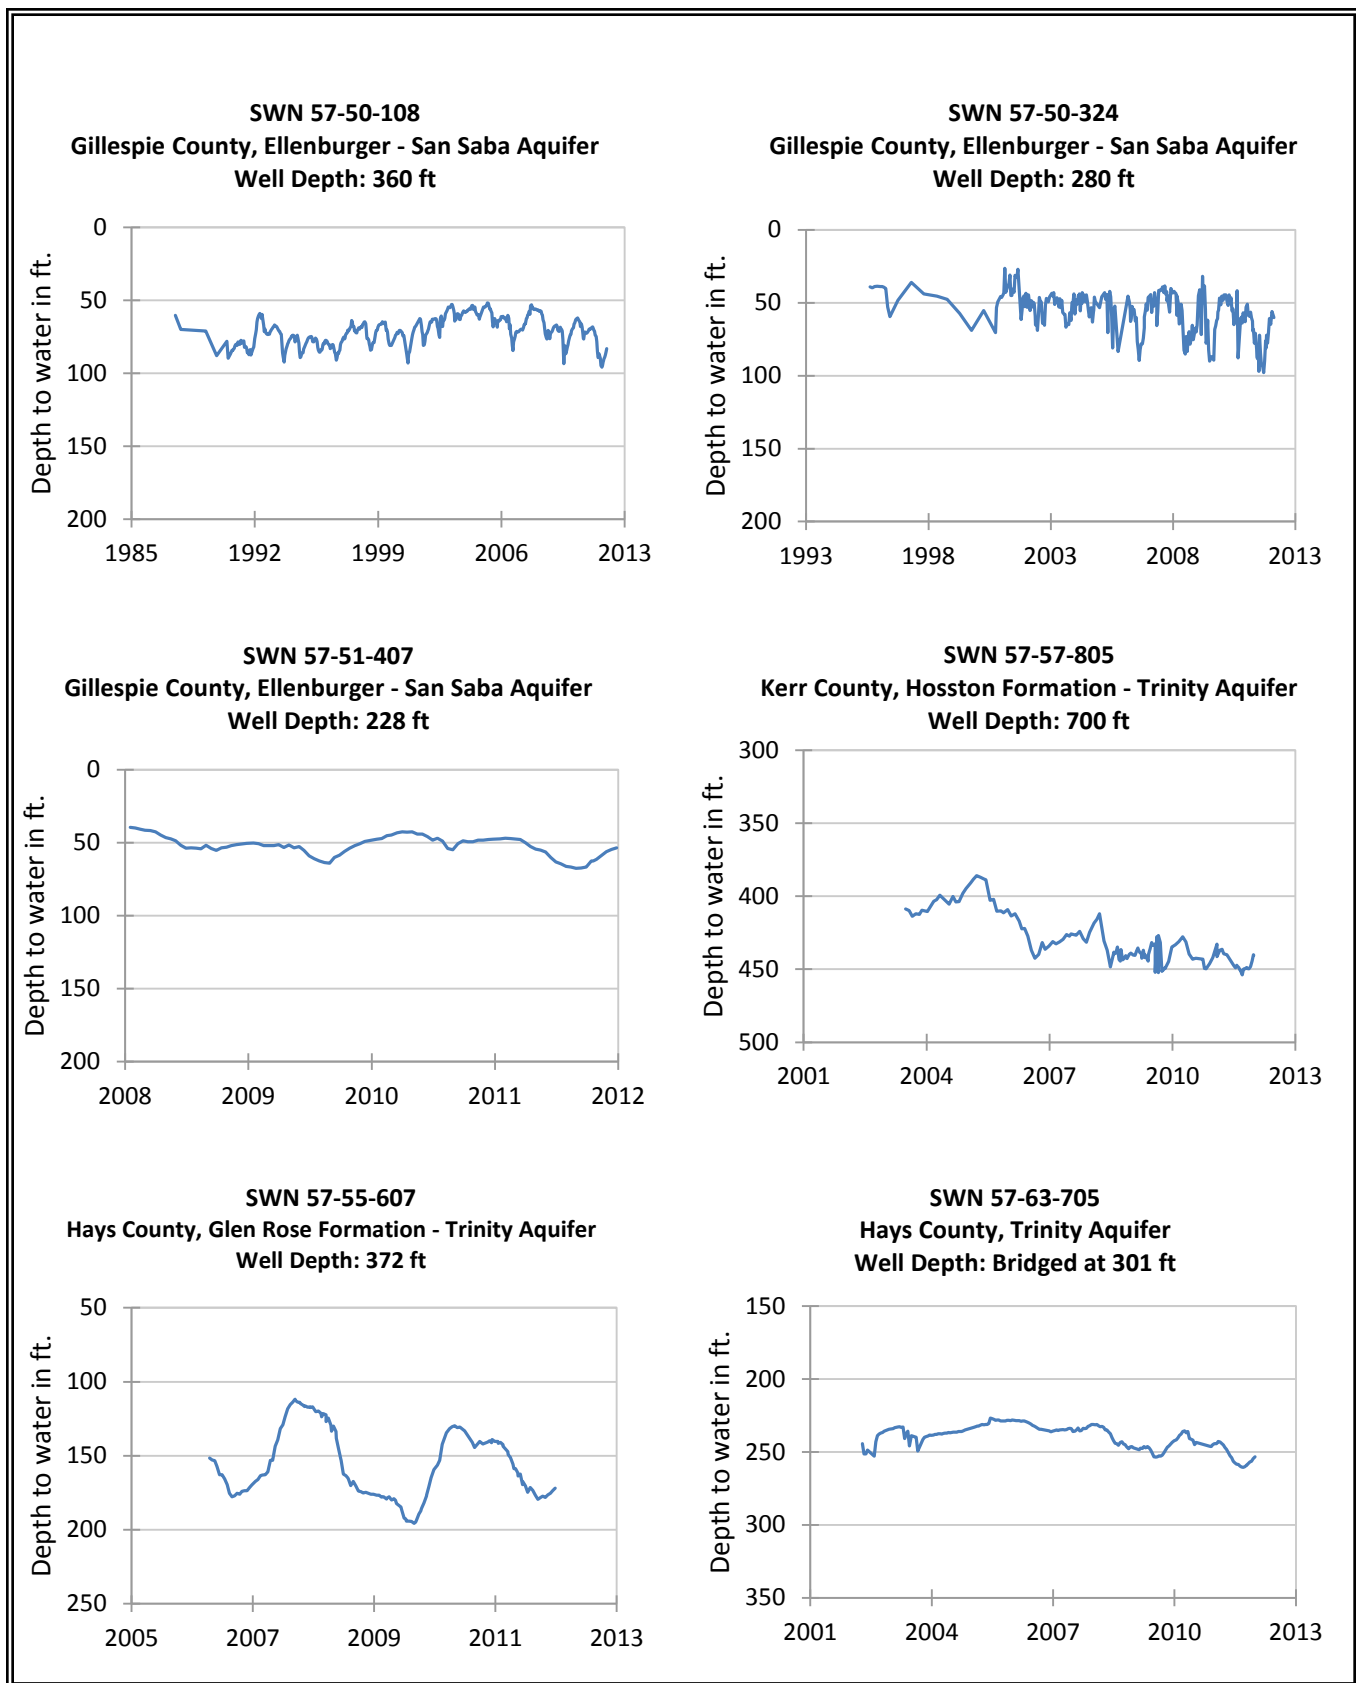 SWN 57-50-108
Gillespie County, Ellenburger - San Saba Aquifer
Well Depth: 360 ft
Depth to water in ft.
0
50
100
150
200
1985 1992 1999 2006 2013
SWN 57-50-324
Gillespie County, Ellenburger - San Saba Aquifer
Well Depth: 280 ft
Depth to water in ft.
0
50
100
150
200
1993 1998 2003 2008 2013
SWN 57-51-407
Gillespie County, Ellenburger - San Saba Aquifer
Well Depth: 228 ft
Depth to water in ft.
0
50
100
150
200
2008 2009 2010 2011 2012
SWN 57-57-805
Kerr County, Hosston Formation - Trinity Aquifer
Well Depth: 700 ft
Depth to water in ft.
300
350
400
450
500
2001 2004 2007 2010 2013
SWN 57-55-607
Hays County, Glen Rose Formation - Trinity Aquifer
Well Depth: 372 ft
Depth to water in ft.
50
100
150
200
250
2005 2007 2009 2011 2013
SWN 57-63-705
Hays County, Trinity Aquifer
Well Depth: Bridged at 301 ft
Depth to water in ft.
150
200
250
300
350
2001 2004 2007 2010 2013